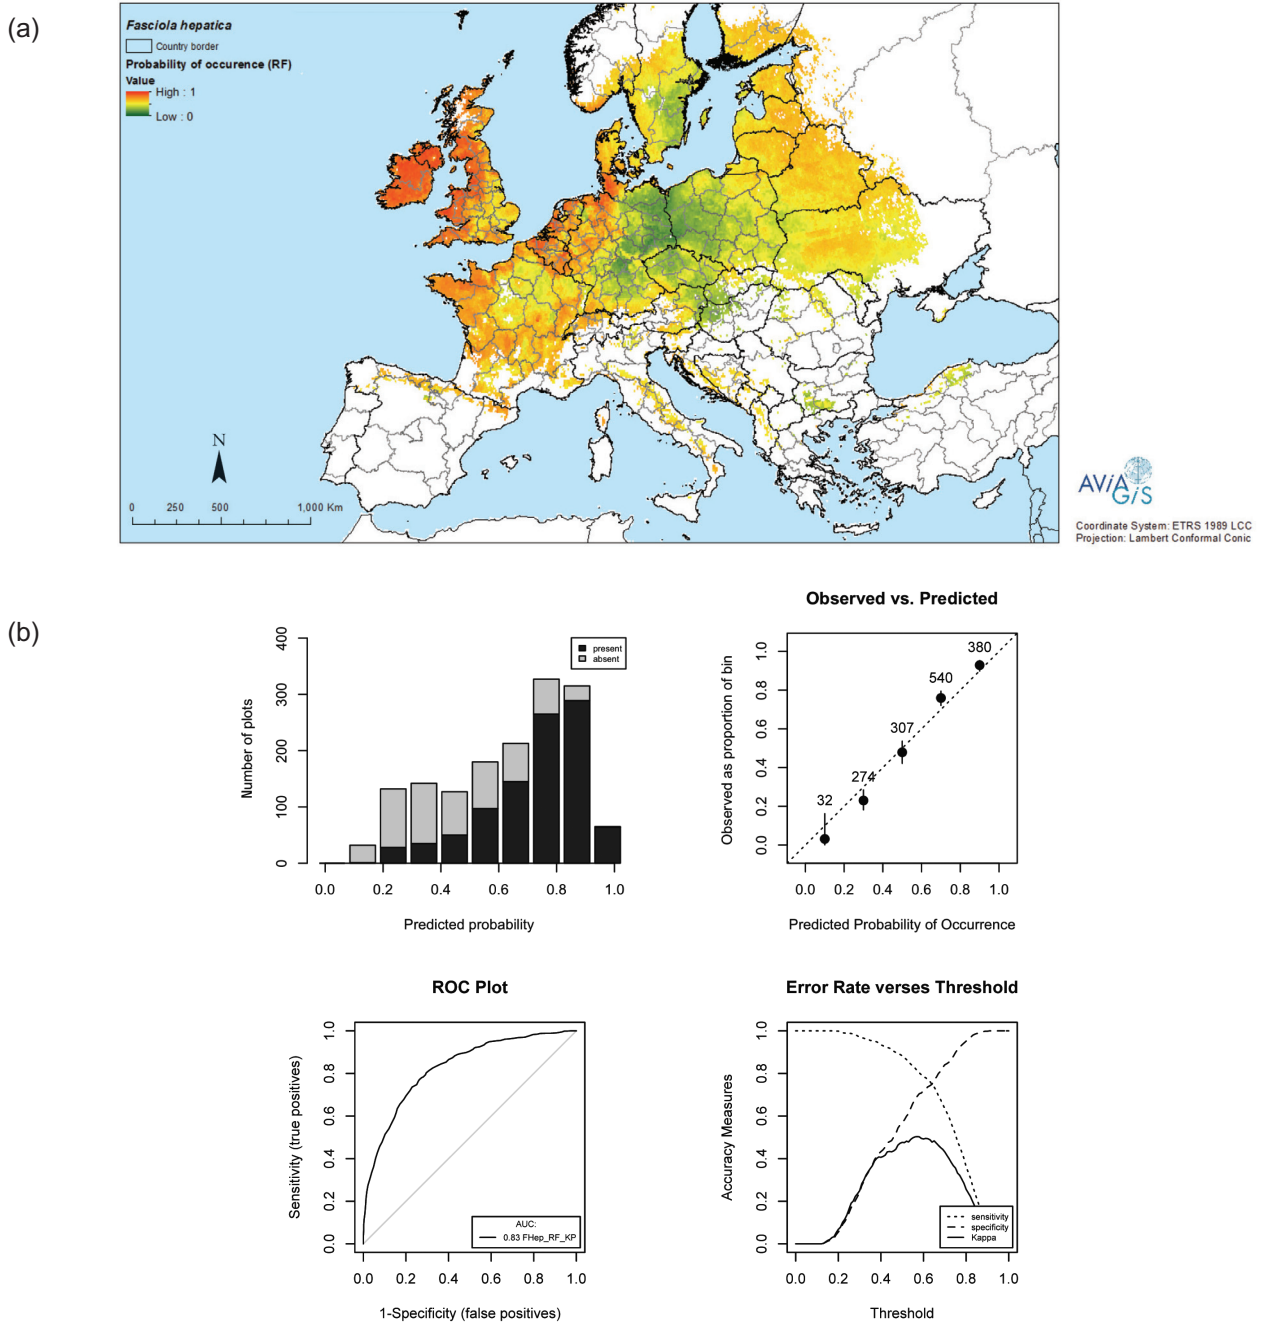 (a)
Fasciola hepatica
Country border
Probability of occurence (RF)
Value
High : 1
Low : 0
N
0 250 500 1,000 Km
AViA GiS
Coordinate System: ETRS 1989 LCC
Projection: Lambert Conformal Conic
(b)
Number of plots
400
300
200
100
0
present
absent
0.0 0.2 0.4 0.6 0.8 1.0
Predicted probability
Observed vs. Predicted
Observed as proportion of bin
1.0
0.8
0.6
0.4
0.2
0.0
32
274
307
540
380
0.0 0.2 0.4 0.6 0.8 1.0
Predicted Probability of Occurrence
ROC Plot
Sensitivity (true positives)
1.0
0.8
0.6
0.4
0.2
0.0
AUC:
0.83 FHep_RF_KP
0.0 0.2 0.4 0.6 0.8 1.0
1-Specificity (false positives)
Error Rate verses Threshold
Accuracy Measures
1.0
0.8
0.6
0.4
0.2
0.0
sensitivity
specificity
Kappa
0.0 0.2 0.4 0.6 0.8 1.0
Threshold